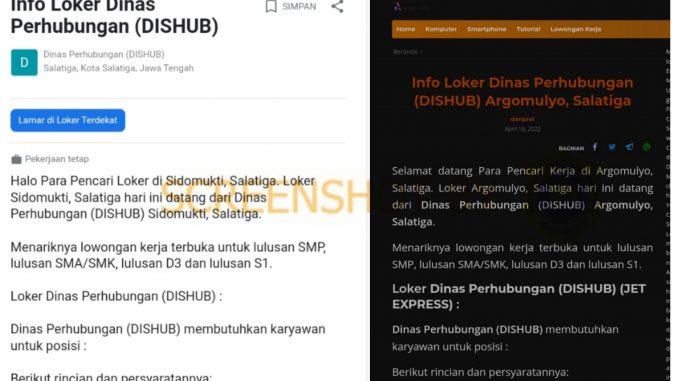 Info Loker Dinas
Perhubungan (DISHUB)
SIMPAN
D
Dinas Perhubungan (DISHUB)
Salatiga, Kota Salatiga, Jawa Tengah
Lamar di Loker Terdekat
Pekerjaan tetap
Halo Para Pencari Loker di Sidomukti, Salatiga. Loker
Sidomukti, Salatiga hari ini datang dari Dinas
Perhubungan (DISHUB) Sidomukti, Salatiga.
Menariknya lowongan kerja terbuka untuk lulusan SMP,
lulusan SMA/SMK, lulusan D3 dan lulusan S1.
Loker Dinas Perhubungan (DISHUB) :
Dinas Perhubungan (DISHUB) membutuhkan karyawan
untuk posisi :
Berikut rincian dan persyaratannya:
Home Komputer Smartphone Tutorial Lowongan Kerja
Beranda
Info Loker Dinas Perhubungan
(DISHUB) Argomulyo, Salatiga
denprat
April 16, 2022
BAGIKAN
Selamat datang Para Pencari Kerja di Argomulyo,
Salatiga. Loker Argomulyo, Salatiga hari ini datang
dari Dinas Perhubungan (DISHUB) Argomulyo,
Salatiga.
Menariknya lowongan kerja terbuka untuk lulusan
SMP, lulusan SMA/SMK, lulusan D3 dan lulusan S1.
Loker Dinas Perhubungan (DISHUB) (JET
EXPRESS) :
Dinas Perhubungan (DISHUB) membutuhkan
karyawan untuk posisi :
Berikut rincian dan persyaratannya: